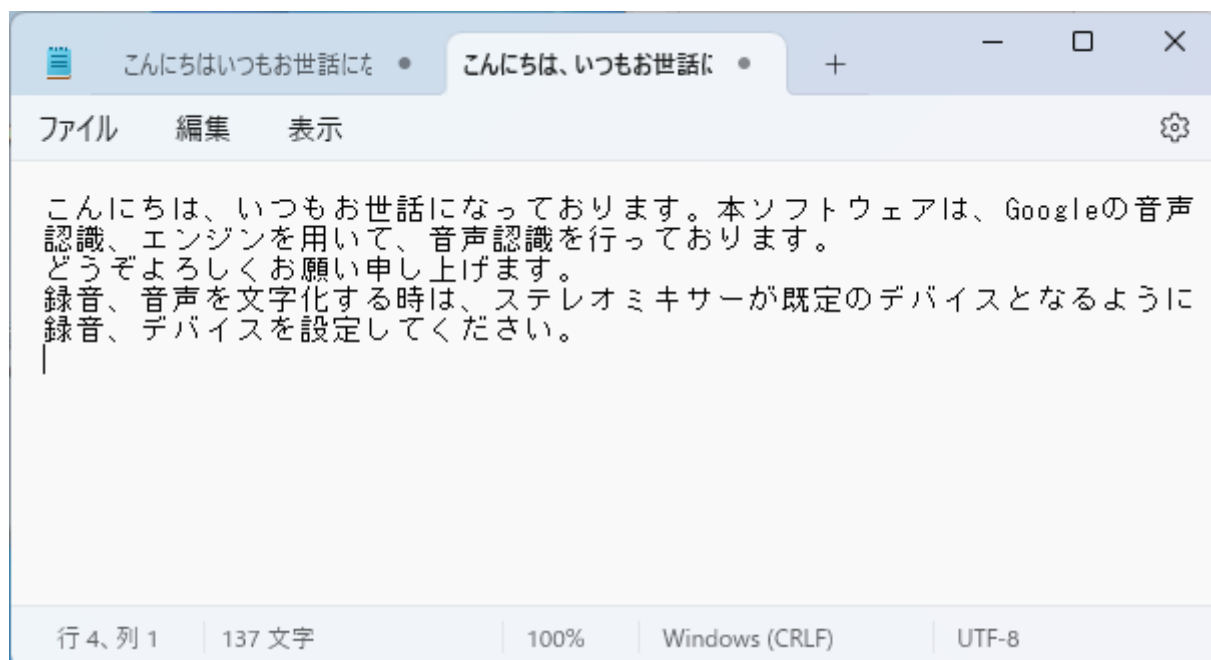 こんにちはいつもお世話にな
こんにちは、いつもお世話に
ファイル 編集 表示
こんにちは、いつもお世話になっております。本ソフトウェアは、Googleの音声
認識、エンジンを用いて、音声認識を行っております。
どうぞよろしくお願い申し上げます。
録音、音声を文字化する時は、ステレオミキサーが既定のデバイスとなるように
録音、デバイスを設定してください。
行 4、列 1 137 文字 100% Windows (CRLF) UTF-8